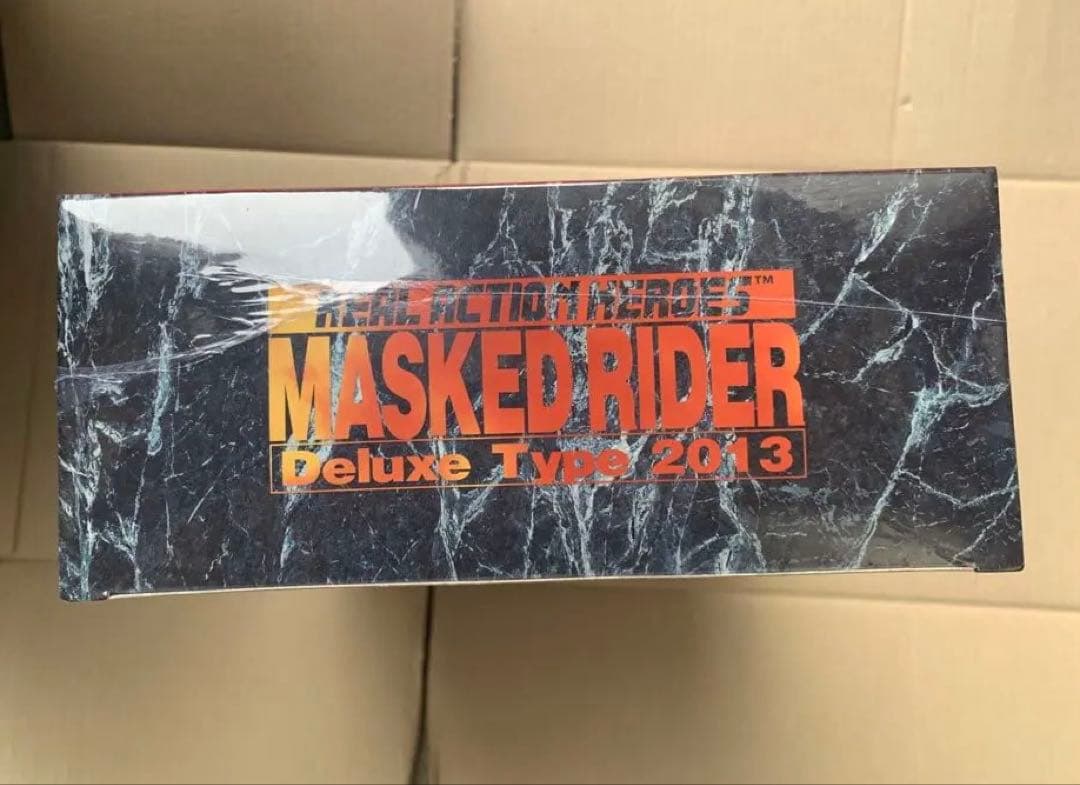 REAL ACTION HEROES™
MASKED RIDER
Deluxe Type 2013